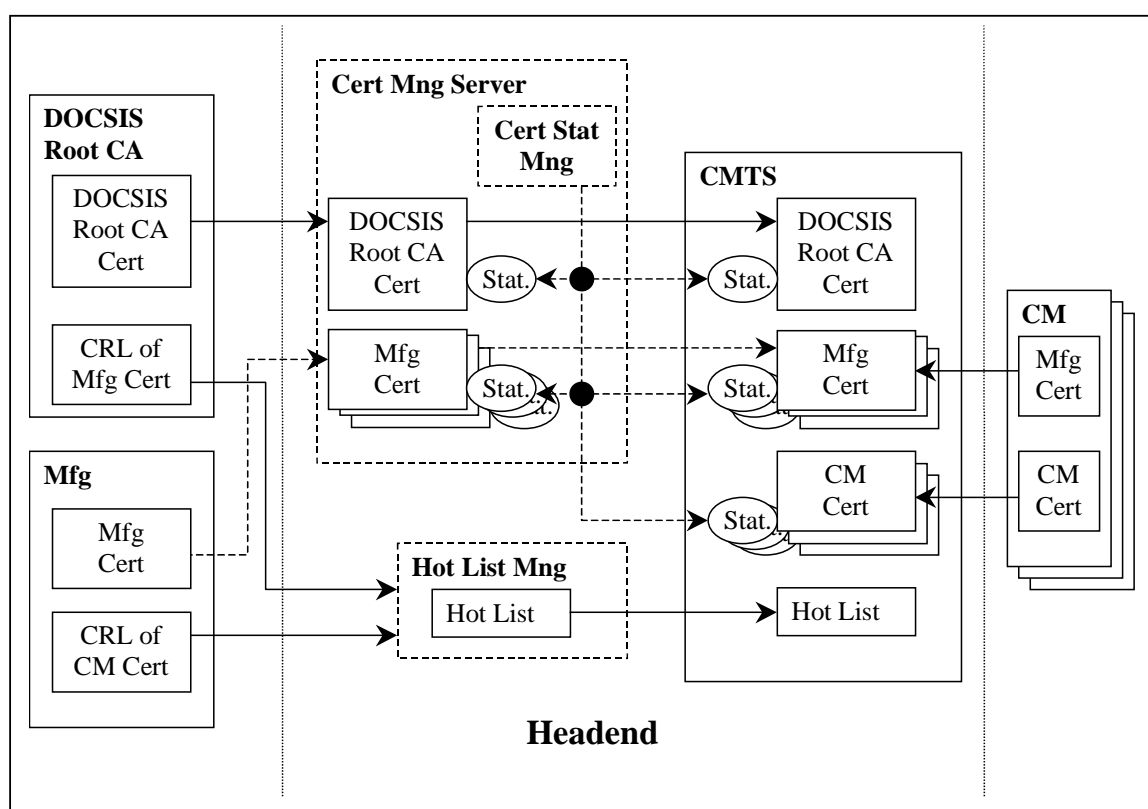 DOCSIS
Root CA
DOCSIS
Root CA
Cert
CRL of
Mfg Cert
Mfg
Mfg
Cert
CRL of
CM Cert
Cert Mng Server
Cert Stat
Mng
DOCSIS
Root CA
Cert
Stat.
Mfg
Cert
Stat.
Hot List Mng
Hot List
CMTS
DOCSIS
Root CA
Cert
Stat.
Mfg
Cert
Stat.
CM
Cert
Stat.
Hot List
CM
Mfg
Cert
CM
Cert
Headend